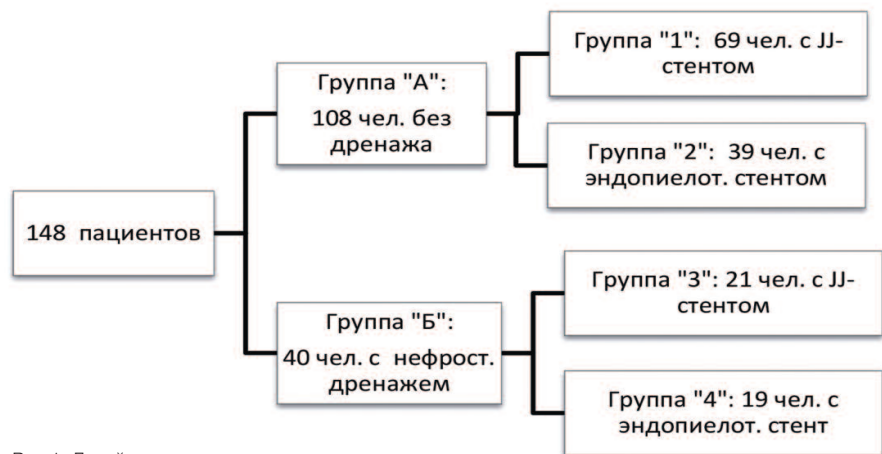 148 пациентов
Группа "А":
108 чел. без
дренажа
Группа "1": 69 чел. с JJ-
стентом
Группа "2": 39 чел. с
эндопиелот. стентом
Группа "Б":
40 чел. с нефрост.
дренажем
Группа "3": 21 чел. с JJ-
стентом
Группа "4": 19 чел. с
эндопиелот. стент